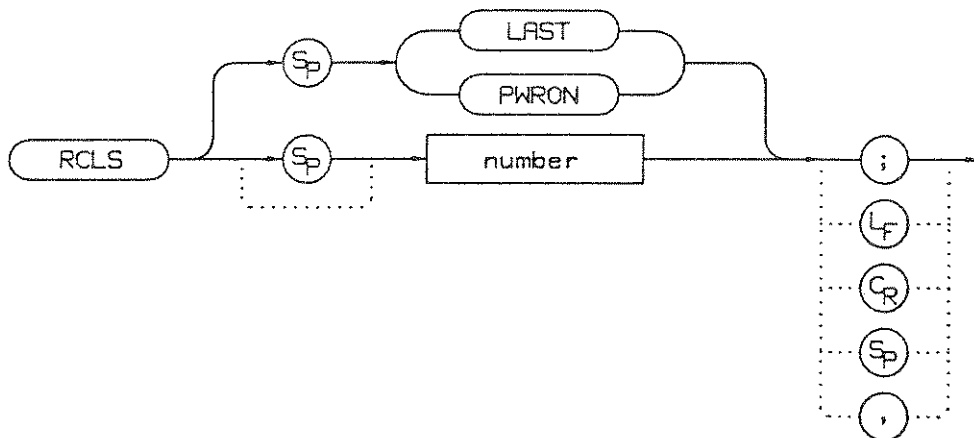 LAST
SP
PWRON
RCLS
SP
number
;
LF
CR
SP
,